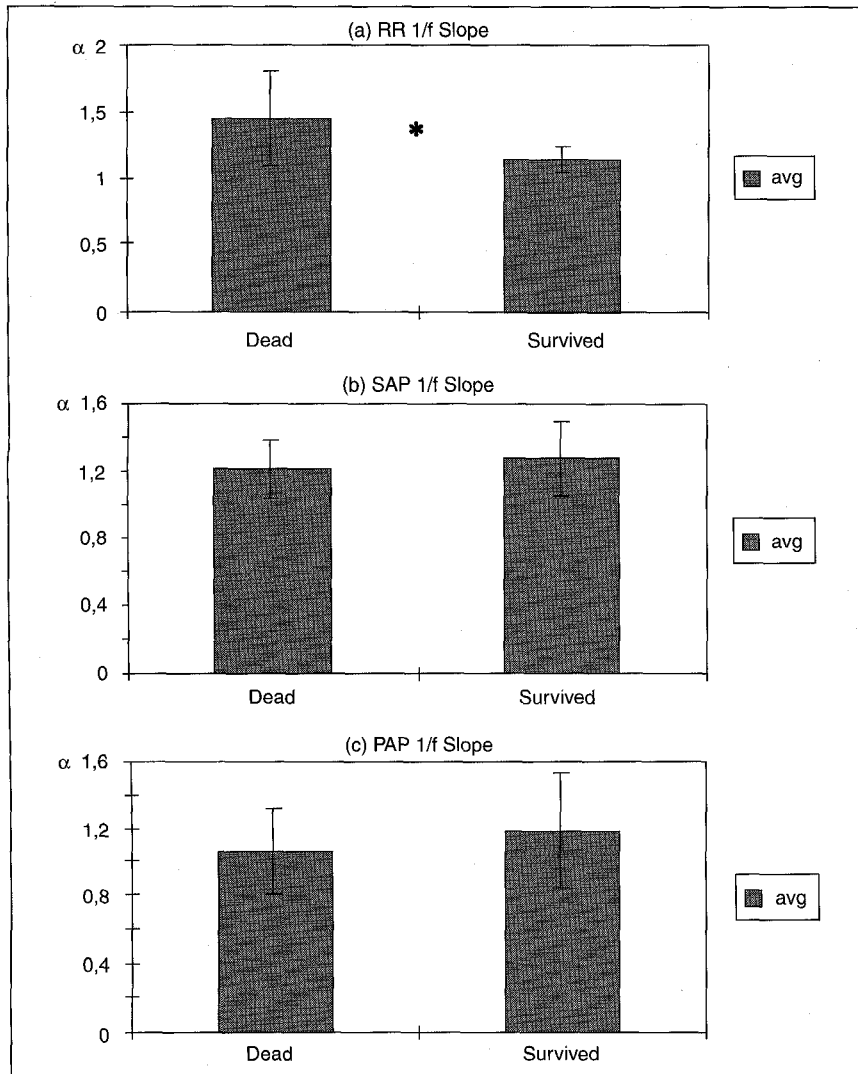 (a) RR 1/f Slope
α 2
1,5
*
1
avg
0,5
0
Dead Survived
(b) SAP 1/f Slope
α 1,6
1,2
0,8
avg
0,4
0
Dead Survived
(c) PAP 1/f Slope
α 1,6
1,2
0,8
avg
0,4
0
Dead Survived